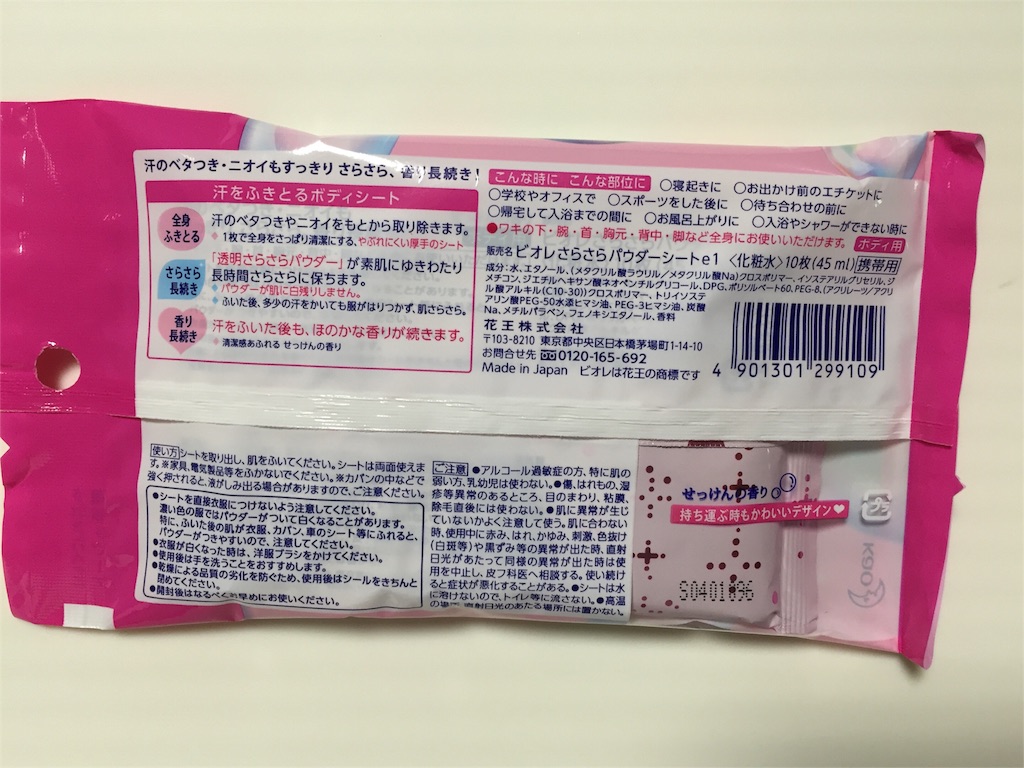 汗のベタつき・ニオイもすっきり さらさら、香り長続き!
汗をふきとるボディシート
全身
ふきとる
汗のベタつきやニオイをもとから取り除きます。
＊1枚で全身をさっぱり清潔にする、やぶれにくい厚手のシート
さらさら
長続き
「透明さらさらパウダー」が素肌にゆきわたり
長時間さらさらに保ちます。
＊パウダーが肌に白残りしません。
＊ふいた後、多少の汗をかいても服がはりつかず、肌さらさら。
香り
長続き
汗をふいた後も、ほのかな香りが続きます。
＊清潔感あふれる せっけんの香り
こんな時に こんな部位に ○寝起きに ○お出かけ前のエチケットに
○学校やオフィスで ○スポーツをした後に ○待ち合わせの前に
○帰宅して入浴までの間に ○お風呂上がりに ○入浴やシャワーができない時に
●ワキの下・腕・首・胸元・背中・脚など全身にお使いいただけます。 ボディ用
販売名 ビオレさらさらパウダーシートe1 〈化粧水〉10枚(45ml) 携帯用
成分:水、エタノール、(メタクリル酸ラウリル/メタクリル酸Na)クロスポリマー、イソステアリルグリセリル、ジ
メチコン、ジエチルヘキサン酸ネオペンチルグリコール、DPG、ポリソルベート60、PEG-8、(アクリレーツ/アクリ
ル酸アルキル(C10-30))クロスポリマー、トリイソステ
アリン酸PEG-50水添ヒマシ油、PEG-3ヒマシ油、炭酸
Na、メチルパラベン、フェノキシエタノール、香料
花王株式会社
〒103-8210 東京都中央区日本橋茅場町1-14-10
お問合せ先 0120-165-692
Made in Japan ビオレは花王の商標です
4 901301 299109
使い方 シートを取り出し、肌をふいてください。シートは両面使えま
す。※家具、電気製品等をふかないでください。※カバンの中などで
強く押されると、液がしみ出る場合がありますので、ご注意ください。
●シートを直接衣服につけないよう注意してください。
濃い色の服ではパウダーがついて白くなることがあります。
特に、ふいた後の肌が衣服、カバン、車のシート等にふれると、
パウダーがつきやすいので、注意してください。
●衣服が白くなった時は、洋服ブラシをかけてください。
●使用後は手を洗うことをおすすめします。
●乾燥による品質の劣化を防ぐため、使用後はシールをきちんと
閉めてください。
●開封後はなるべくお早めにお使いください。
ご注意 ●アルコール過敏症の方、特に肌の
弱い方、乳幼児は使わない。●傷、はれもの、湿
疹等異常のあるところ、目のまわり、粘膜、
除毛直後には使わない。●肌に異常が生じ
ていないかよく注意して使う。肌に合わない
時、使用中に赤み、はれ、かゆみ、刺激、色抜け
(白斑等)や黒ずみ等の異常が出た時、直射
日光があたって同様の異常が出た時は使
用を中止し、皮フ科医へ相談する。使い続け
ると症状が悪化することがある。●シートは水
に溶けないので、トイレ等に流さない。●高温
の場所、直射日光のあたる場所には置かない。
せっけんの香り
持ち運ぶ時もかわいいデザイン♥
S0401096
プラ
Kao